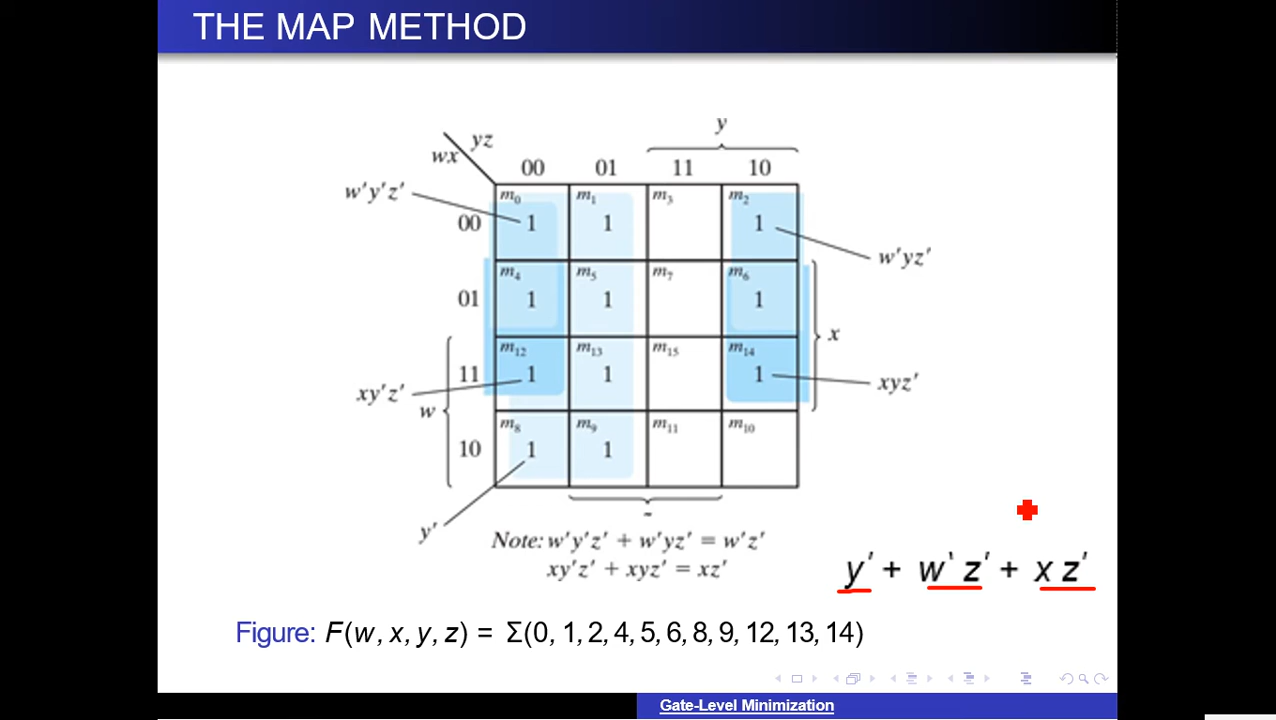 THE MAP METHOD
y
yz
wx
00 01 11 10
w'y'z'
m0 m1 m3 m2
00 1 1 1
w'yz'
m4 m5 m7 m6
01 1 1 1
x
m12 m13 m15 m14
11 1 1 1
xy'z'
xyz'
w
m8 m9 m11 m10
10 1 1
y'
Note: w'y'z' + w'yz' = w'z'
xy'z' + xyz' = xz'
y' + w‵ z' + x z'
Figure: F(w, x, y, z) = Σ(0, 1, 2, 4, 5, 6, 8, 9, 12, 13, 14)
Gate-Level Minimization